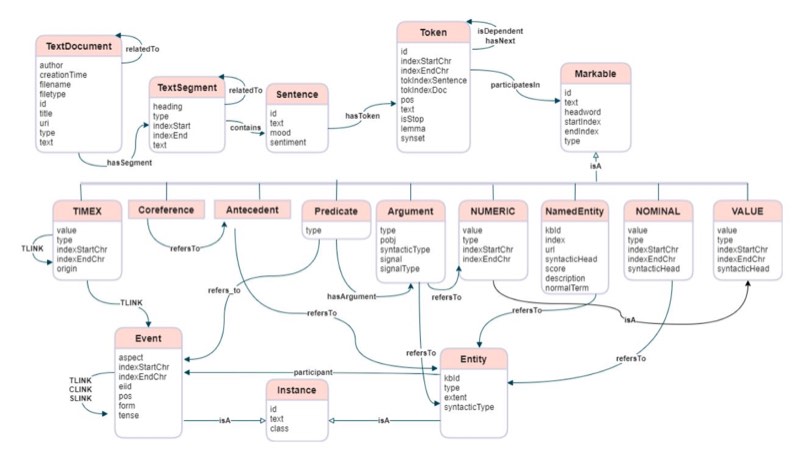 TextDocument
author
creationTime
filename
filetype
id
title
uri
type
text
relatedTo
hasSegment
TextSegment
heading
type
indexStart
indexEnd
text
relatedTo
contains
Sentence
id
text
mood
sentiment
hasToken
Token
id
indexStartChr
indexEndChr
tokIndexSentence
tokIndexDoc
pos
text
isStop
lemma
synset
isDependent
hasNext
participatesIn
Markable
id
text
headword
startIndex
endIndex
type
isA
TIMEX
value
type
indexStartChr
indexEndChr
origin
TLINK
TLINK
Coreference
refersTo
Antecedent
refersTo
Predicate
type
refers_to
hasArgument
Argument
type
pobj
syntacticType
signal
signalType
refersTo
refersTo
NUMERIC
value
type
indexStartChr
indexEndChr
isA
NamedEntity
kbId
index
url
syntacticHead
score
description
normalTerm
refersTo
NOMINAL
value
type
indexStartChr
indexEndChr
syntacticHead
refersTo
VALUE
value
type
indexStartChr
indexEndChr
syntacticHead
Event
aspect
indexStartChr
indexEndChr
eiid
pos
form
tense
TLINK
CLINK
SLINK
participant
isA
Instance
id
text
class
isA
Entity
kbId
type
extent
syntacticType